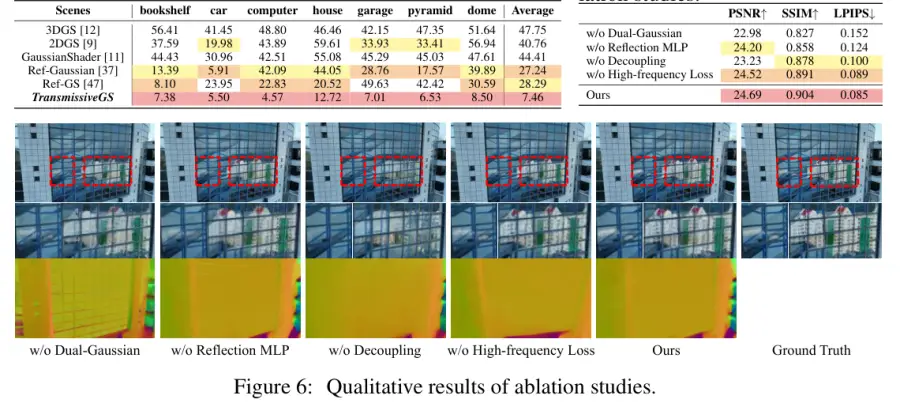 Scenes bookshelf car computer house garage pyramid dome Average
3DGS [12] 56.41 41.45 48.80 46.46 42.15 47.35 51.64 47.75
2DGS [9] 37.59 19.98 43.89 59.61 33.93 33.41 56.94 40.76
GaussianShader [11] 44.43 30.96 42.51 55.08 45.29 45.03 47.61 44.41
Ref-Gaussian [37] 13.39 5.91 42.09 44.05 28.76 17.57 39.89 27.24
Ref-GS [47] 8.10 23.95 22.83 20.52 49.63 42.42 30.59 28.29
TransmissiveGS 7.38 5.50 4.57 12.72 7.01 6.53 8.50 7.46
PSNR↑ SSIM↑ LPIPS↓
w/o Dual-Gaussian 22.98 0.827 0.152
w/o Reflection MLP 24.20 0.858 0.124
w/o Decoupling 23.23 0.878 0.100
w/o High-frequency Loss 24.52 0.891 0.089
Ours 24.69 0.904 0.085
w/o Dual-Gaussian w/o Reflection MLP w/o Decoupling w/o High-frequency Loss Ours Ground Truth
Figure 6: Qualitative results of ablation studies.